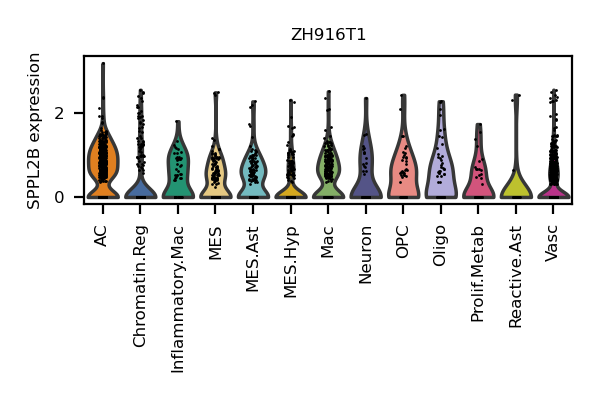 ZH916T1
SPPL2B expression
2
0
AC
Chromatin.Reg
Inflammatory.Mac
MES
MES.Ast
MES.Hyp
Mac
Neuron
OPC
Oligo
Prolif.Metab
Reactive.Ast
Vasc